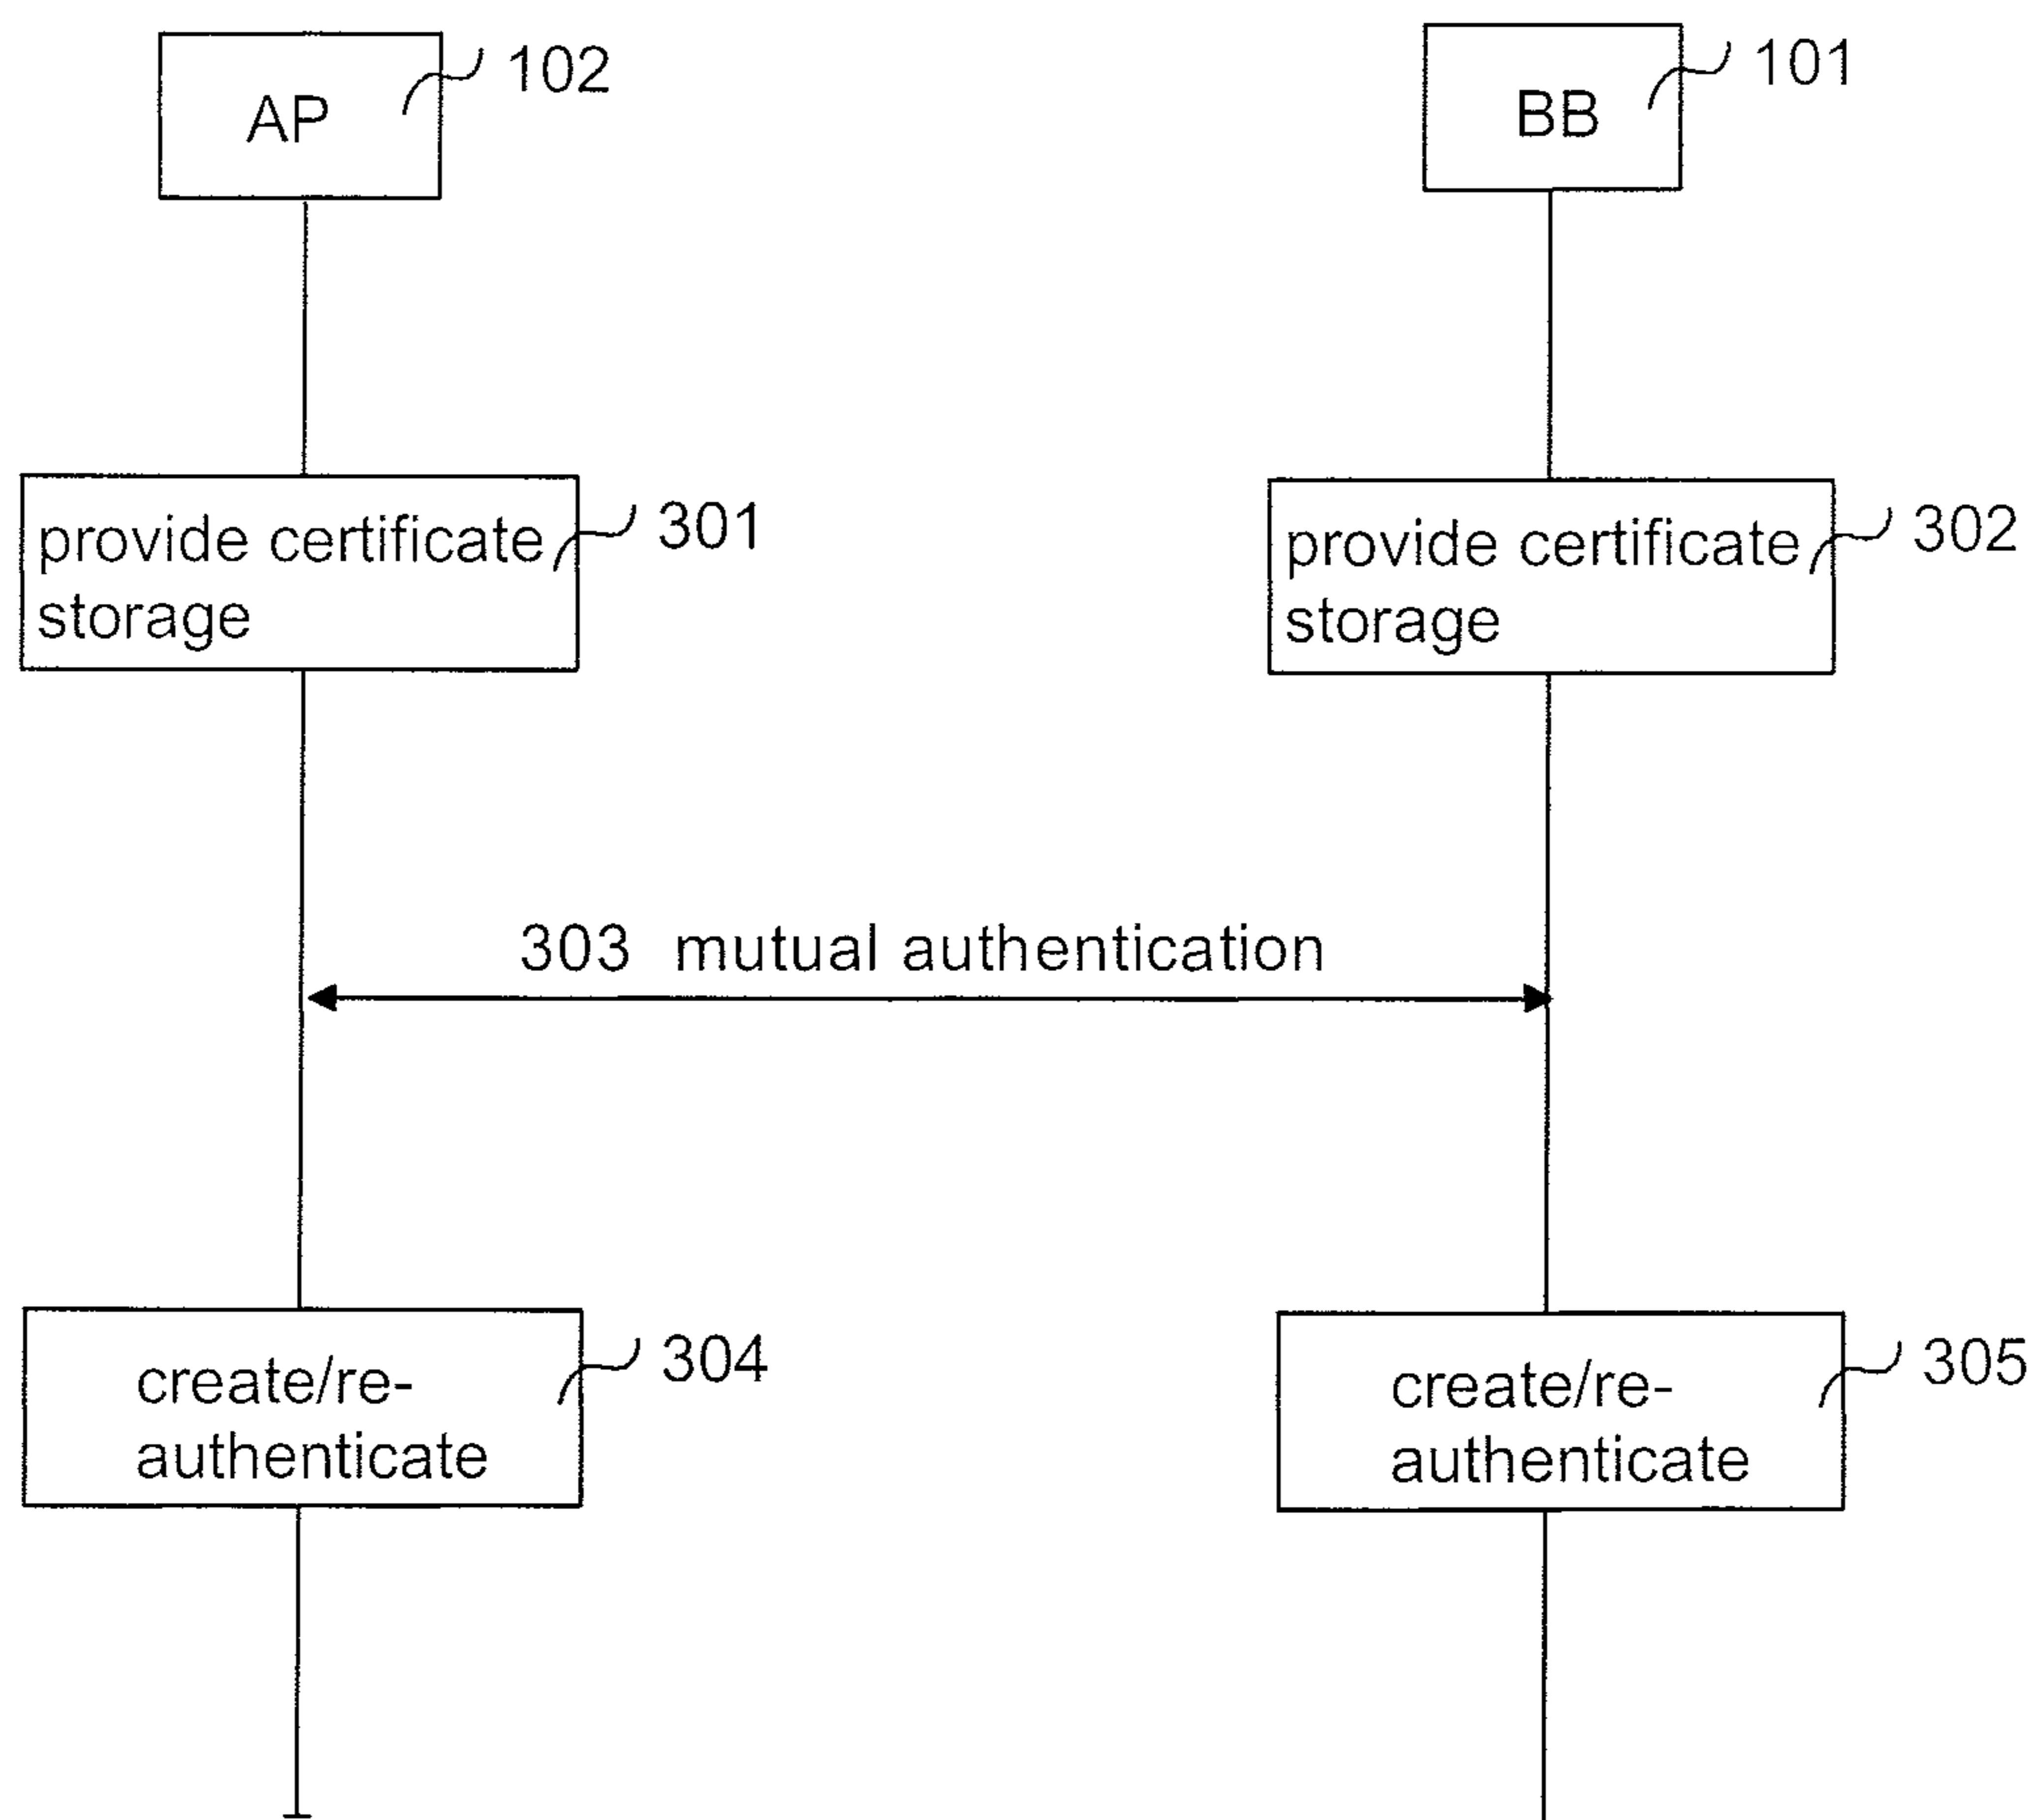 AP
102
BB
101
provide certificate
storage
301
provide certificate
storage
302
303 mutual authentication
create/re-
authenticate
304
create/re-
authenticate
305